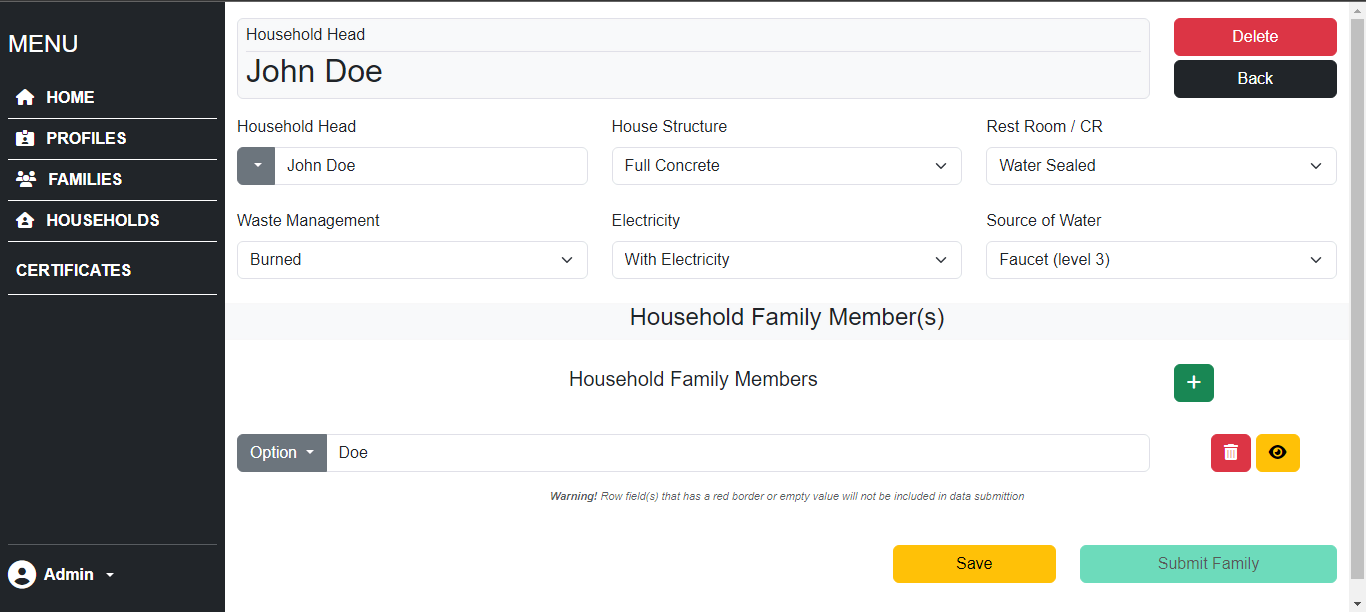 MENU
HOME
PROFILES
FAMILIES
HOUSEHOLDS
CERTIFICATES
Admin
Household Head
John Doe
Delete
Back
Household Head
John Doe
House Structure
Full Concrete
Rest Room / CR
Water Sealed
Waste Management
Burned
Electricity
With Electricity
Source of Water
Faucet (level 3)
Household Family Member(s)
Household Family Members
Option
Doe
Warning! Row field(s) that has a red border or empty value will not be included in data submittion
Save
Submit Family